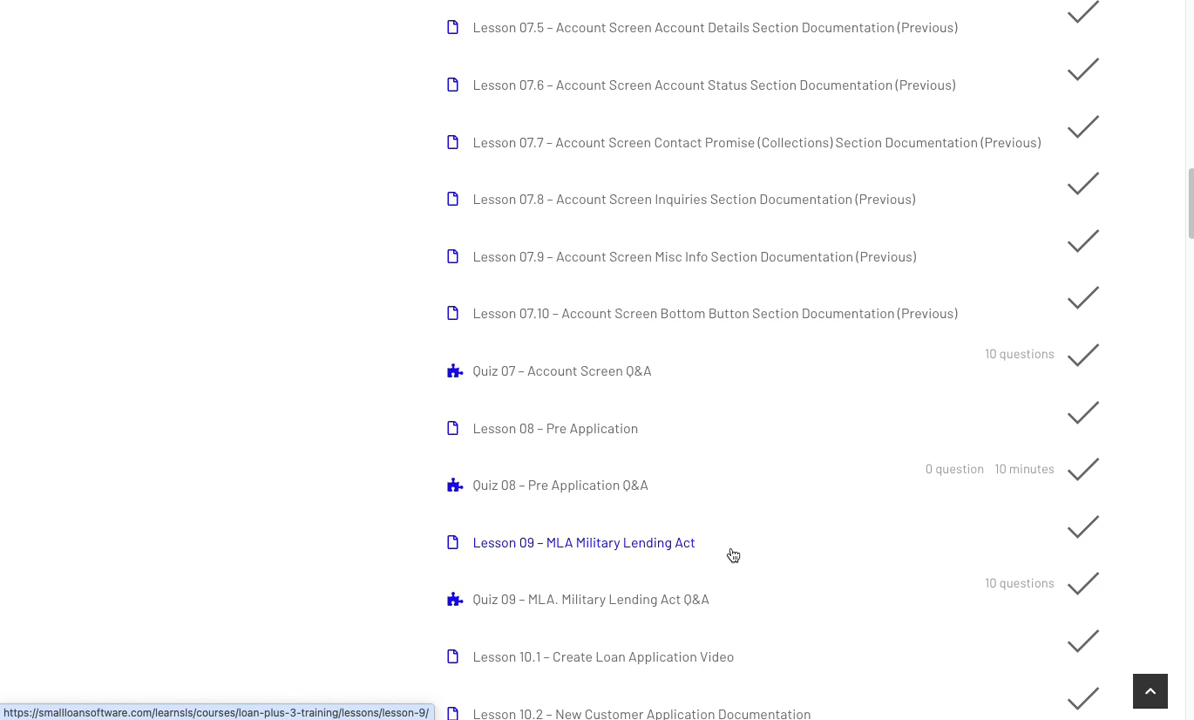 Lesson 07.5 – Account Screen Account Details Section Documentation (Previous)
Lesson 07.6 – Account Screen Account Status Section Documentation (Previous)
Lesson 07.7 – Account Screen Contact Promise (Collections) Section Documentation (Previous)
Lesson 07.8 – Account Screen Inquiries Section Documentation (Previous)
Lesson 07.9 – Account Screen Misc Info Section Documentation (Previous)
Lesson 07.10 – Account Screen Bottom Button Section Documentation (Previous)
Quiz 07 – Account Screen Q&A 10 questions
Lesson 08 – Pre Application
Quiz 08 – Pre Application Q&A 0 question 10 minutes
Lesson 09 – MLA Military Lending Act
Quiz 09 – MLA. Military Lending Act Q&A 10 questions
Lesson 10.1 – Create Loan Application Video
Lesson 10.2 – New Customer Application Documentation
https://smallloansoftware.com/learnsls/courses/loan-plus-3-training/lessons/lesson-9/